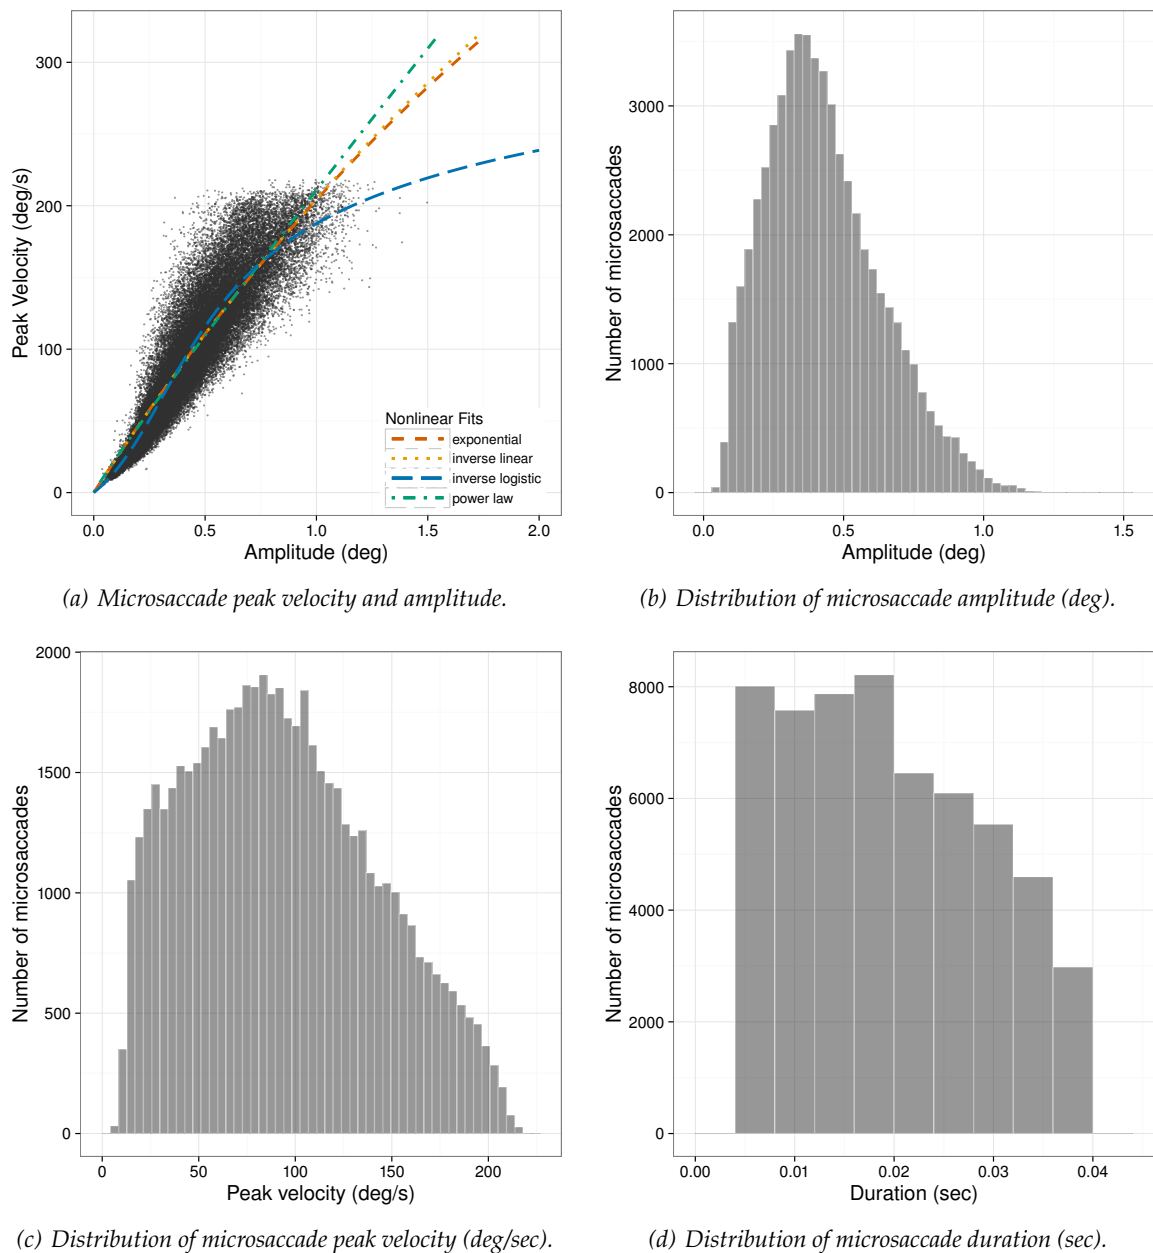 300
200
100
0
Peak Velocity (deg/s)
Nonlinear Fits
exponential
inverse linear
inverse logistic
power law
0.0 0.5 1.0 1.5 2.0
Amplitude (deg)
(a) Microsaccade peak velocity and amplitude.
3000
2000
1000
0
Number of microsaccades
0.0 0.5 1.0 1.5
Amplitude (deg)
(b) Distribution of microsaccade amplitude (deg).
2000
1500
1000
500
0
Number of microsaccades
0 50 100 150 200
Peak velocity (deg/s)
(c) Distribution of microsaccade peak velocity (deg/sec).
8000
6000
4000
2000
0
Number of microsaccades
0.00 0.01 0.02 0.03 0.04
Duration (sec)
(d) Distribution of microsaccade duration (sec).